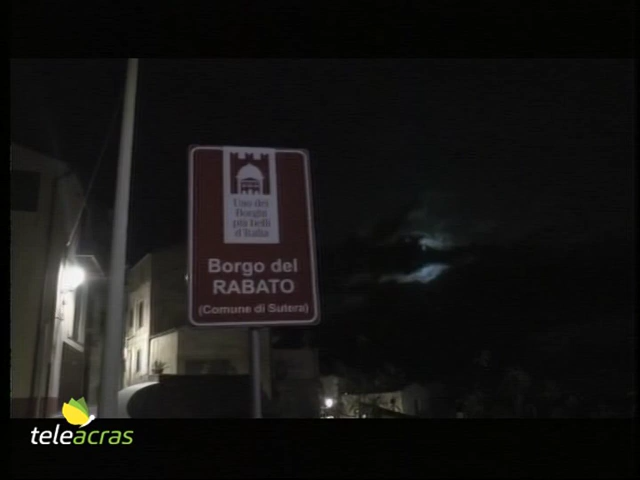 Uno dei
Borghi
più belli
d'Italia
Borgo del
RABATO
(Comune di Sutera)
teleacras